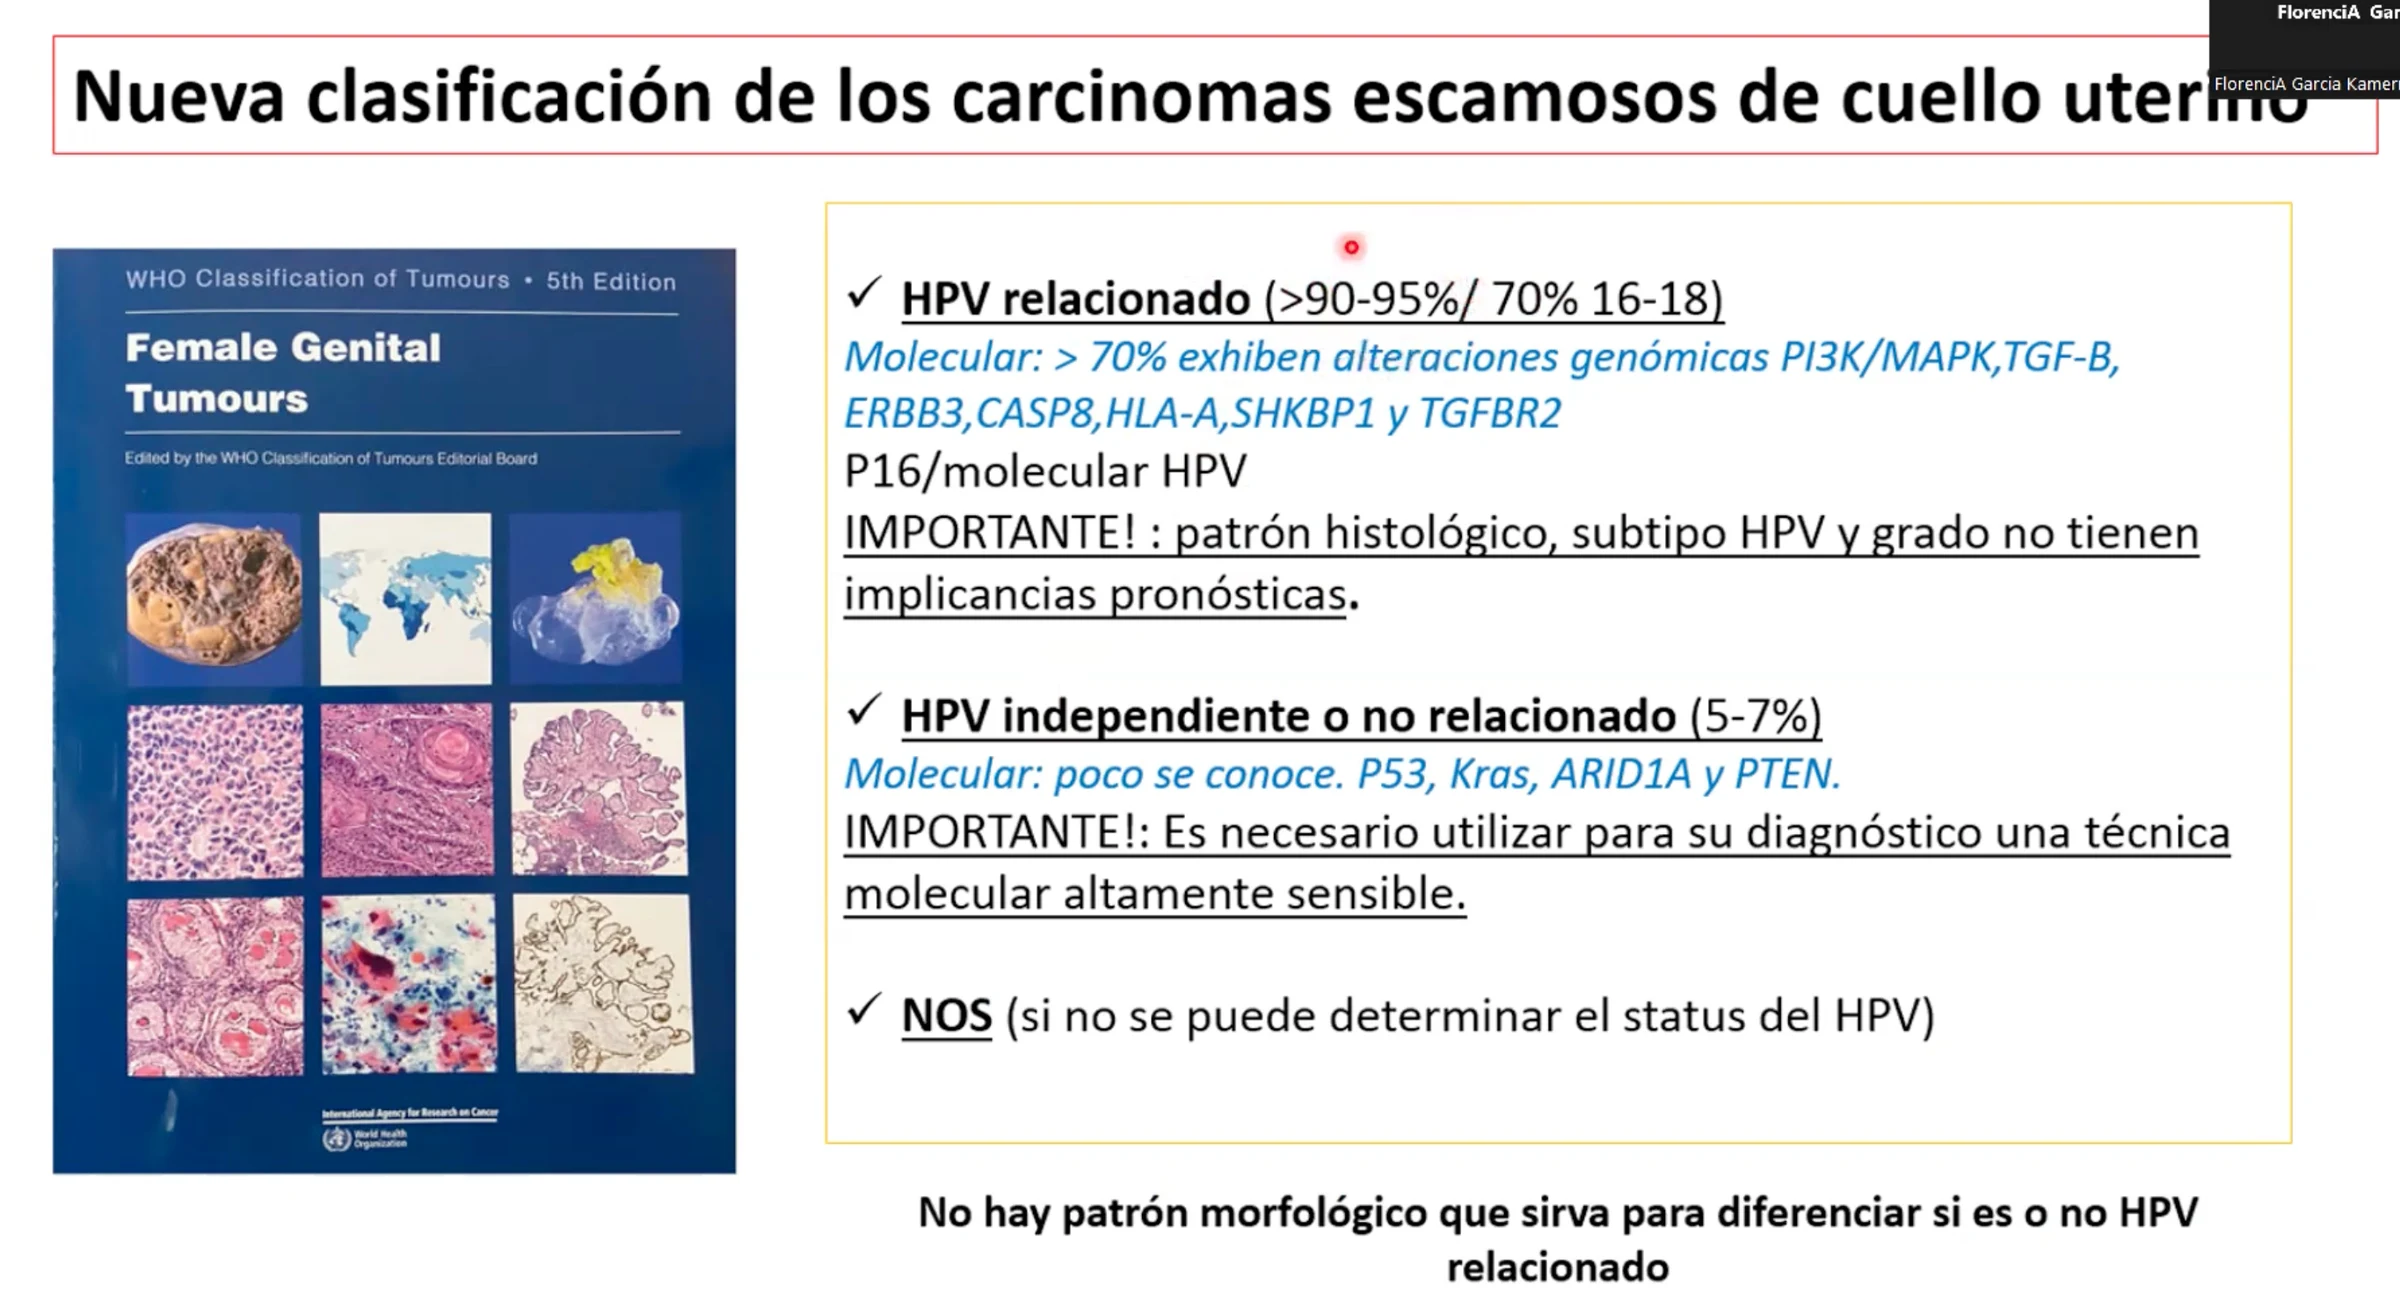 FlorenciA Gar
FlorenciA Garcia Kamer
Nueva clasificación de los carcinomas escamosos de cuello uterino
WHO Classification of Tumours • 5th Edition
Female Genital
Tumours
Edited by the WHO Classification of Tumours Editorial Board
International Agency for Research on Cancer
World Health
Organization
✓ HPV relacionado (>90-95%/ 70% 16-18)
Molecular: > 70% exhiben alteraciones genómicas PI3K/MAPK,TGF-B,
ERBB3,CASP8,HLA-A,SHKBP1 y TGFBR2
P16/molecular HPV
IMPORTANTE! : patrón histológico, subtipo HPV y grado no tienen
implicancias pronósticas.
✓ HPV independiente o no relacionado (5-7%)
Molecular: poco se conoce. P53, Kras, ARID1A y PTEN.
IMPORTANTE!: Es necesario utilizar para su diagnóstico una técnica
molecular altamente sensible.
✓ NOS (si no se puede determinar el status del HPV)
No hay patrón morfológico que sirva para diferenciar si es o no HPV
relacionado